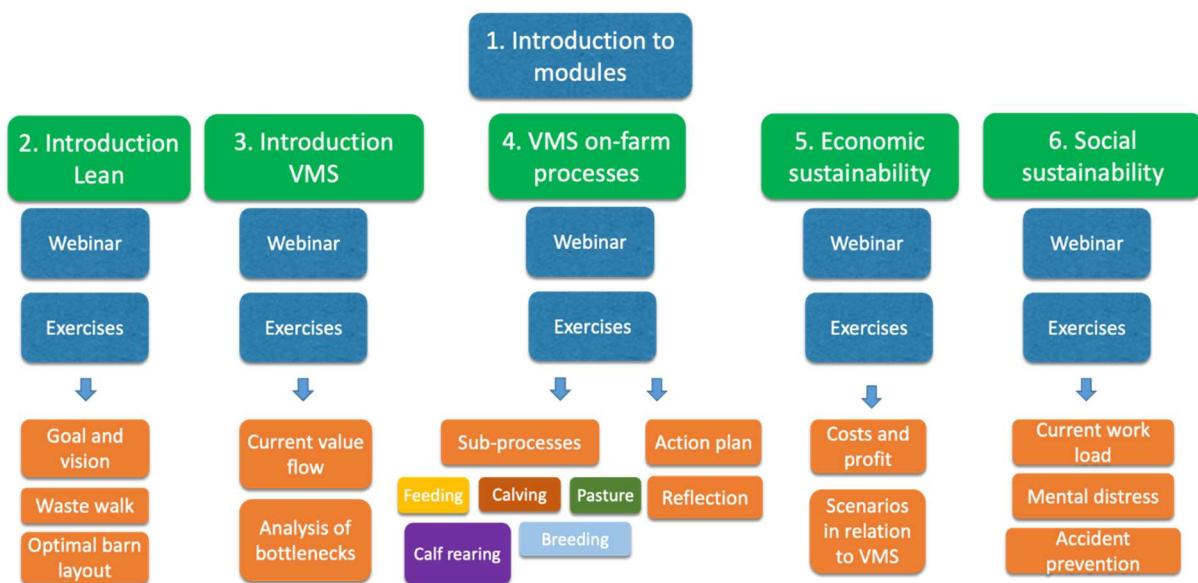 1. Introduction to
modules
2. Introduction
Lean
3. Introduction
VMS
4. VMS on-farm
processes
5. Economic
sustainability
6. Social
sustainability
Webinar
Webinar
Webinar
Webinar
Webinar
Exercises
Exercises
Exercises
Exercises
Exercises
Goal and
vision
Waste walk
Optimal barn
layout
Current value
flow
Analysis of
bottlenecks
Sub-processes
Feeding
Calving
Pasture
Calf rearing
Breeding
Action plan
Reflection
Costs and
profit
Scenarios
in relation
to VMS
Current work
load
Mental distress
Accident
prevention